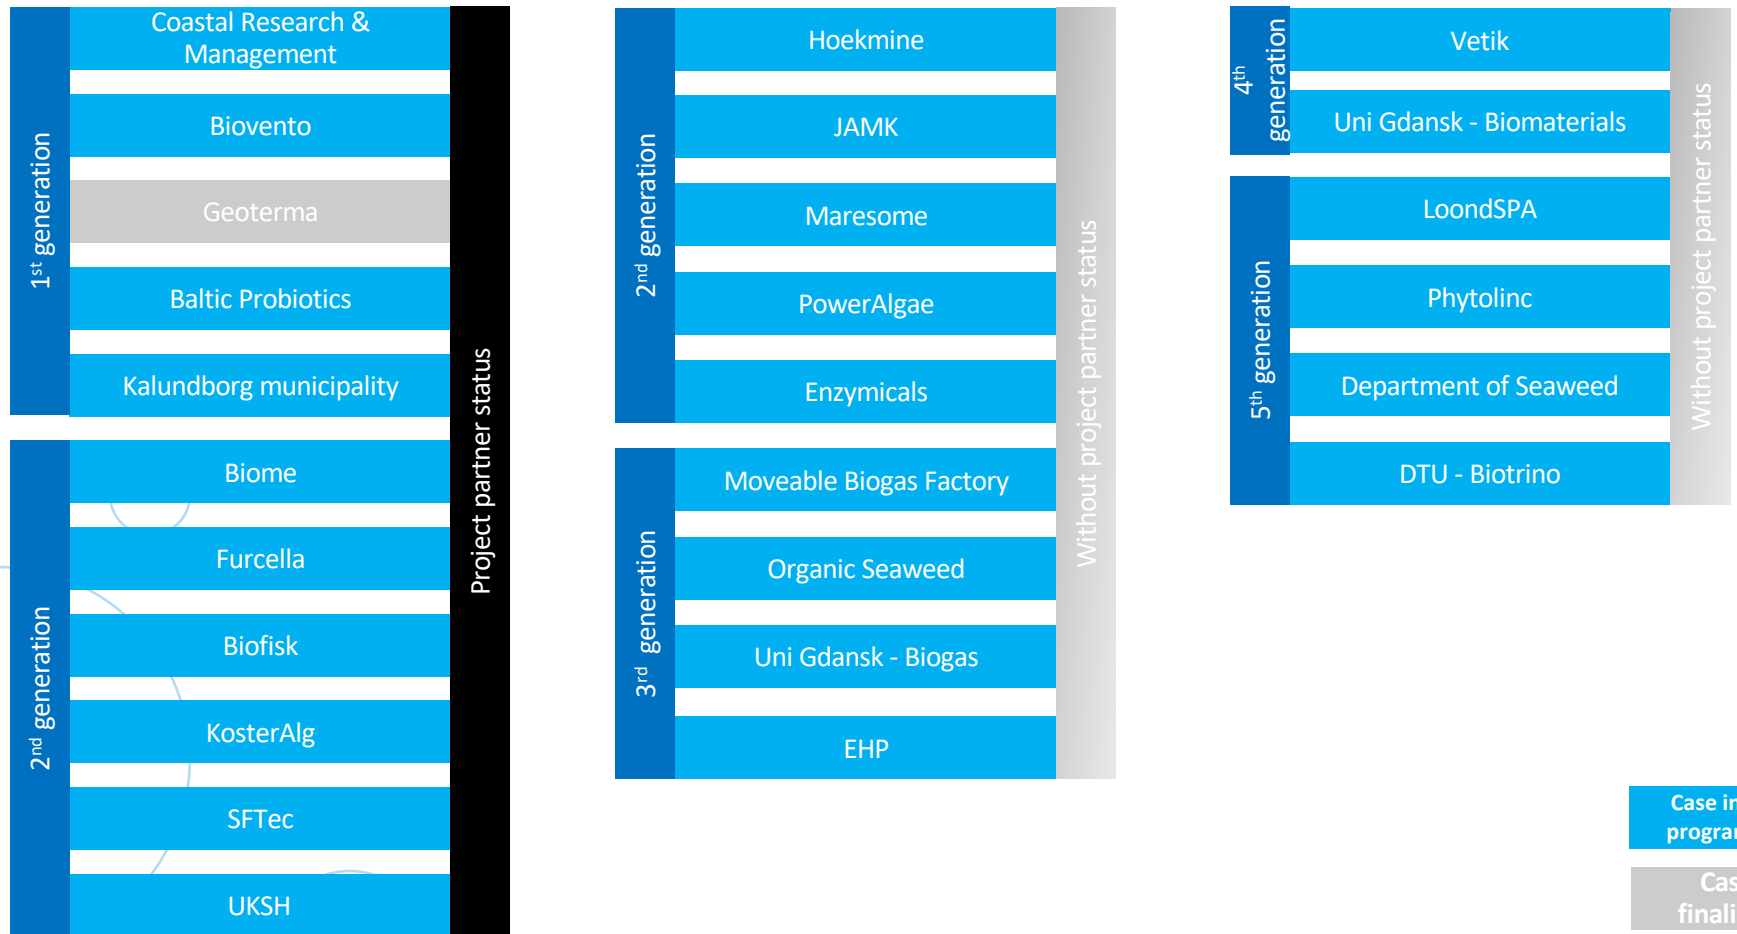 1st generation
Coastal Research &
Management
Biovento
Geoterma
Baltic Probiotics
Kalundborg municipality
2nd generation
Biome
Furcella
Biofisk
KosterAlg
SFTec
UKSH
Project partner status
2nd generation
Hoekmine
JAMK
Maresome
PowerAlgae
Enzymicals
3rd generation
Moveable Biogas Factory
Organic Seaweed
Uni Gdansk - Biogas
EHP
Without project partner status
4th
generation
Vetik
Uni Gdansk - Biomaterials
5th generation
LoondSPA
Phytolinc
Department of Seaweed
DTU - Biotrino
Without project partner status
Case